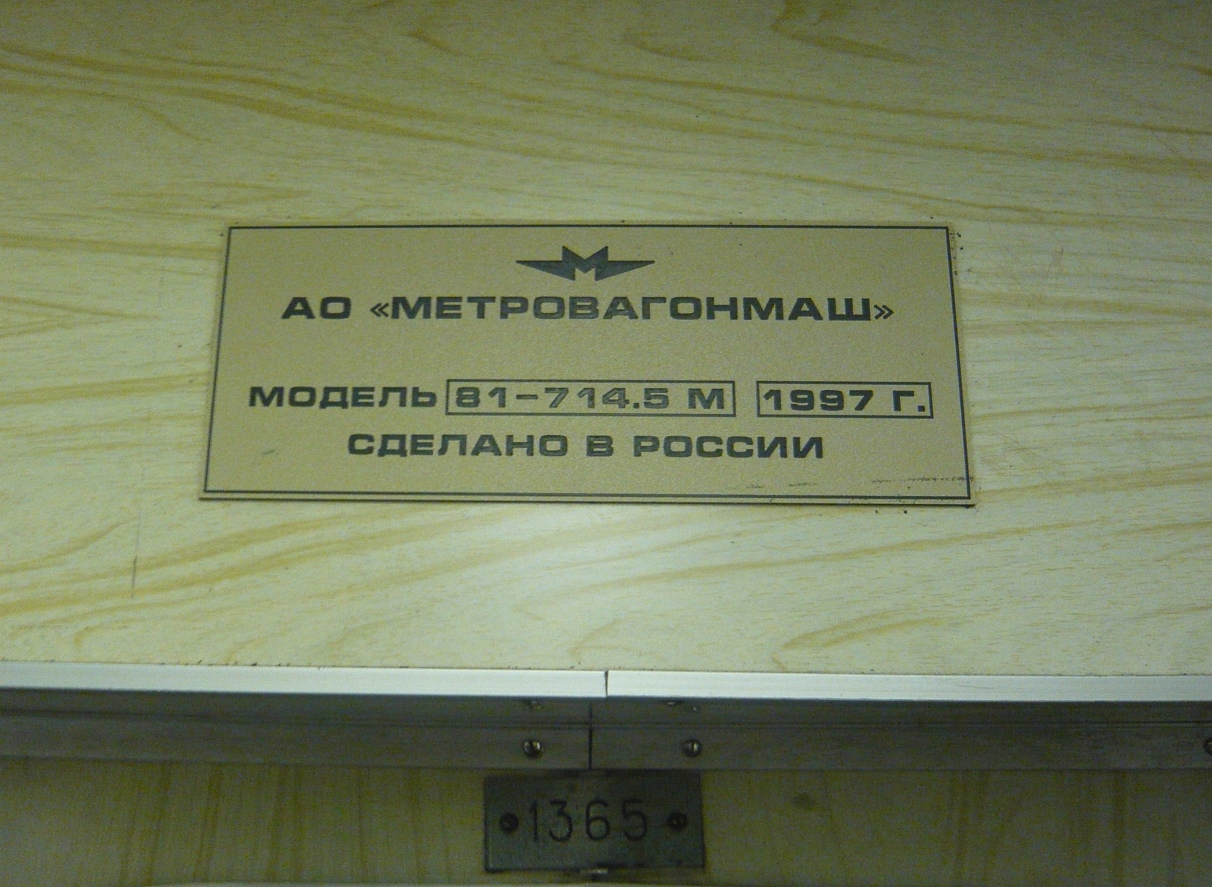 АО «МЕТРОВАГОНМАШ»
МОДЕЛЬ 81-714.5 М 1997 Г.
СДЕЛАНО В РОССИИ
1365